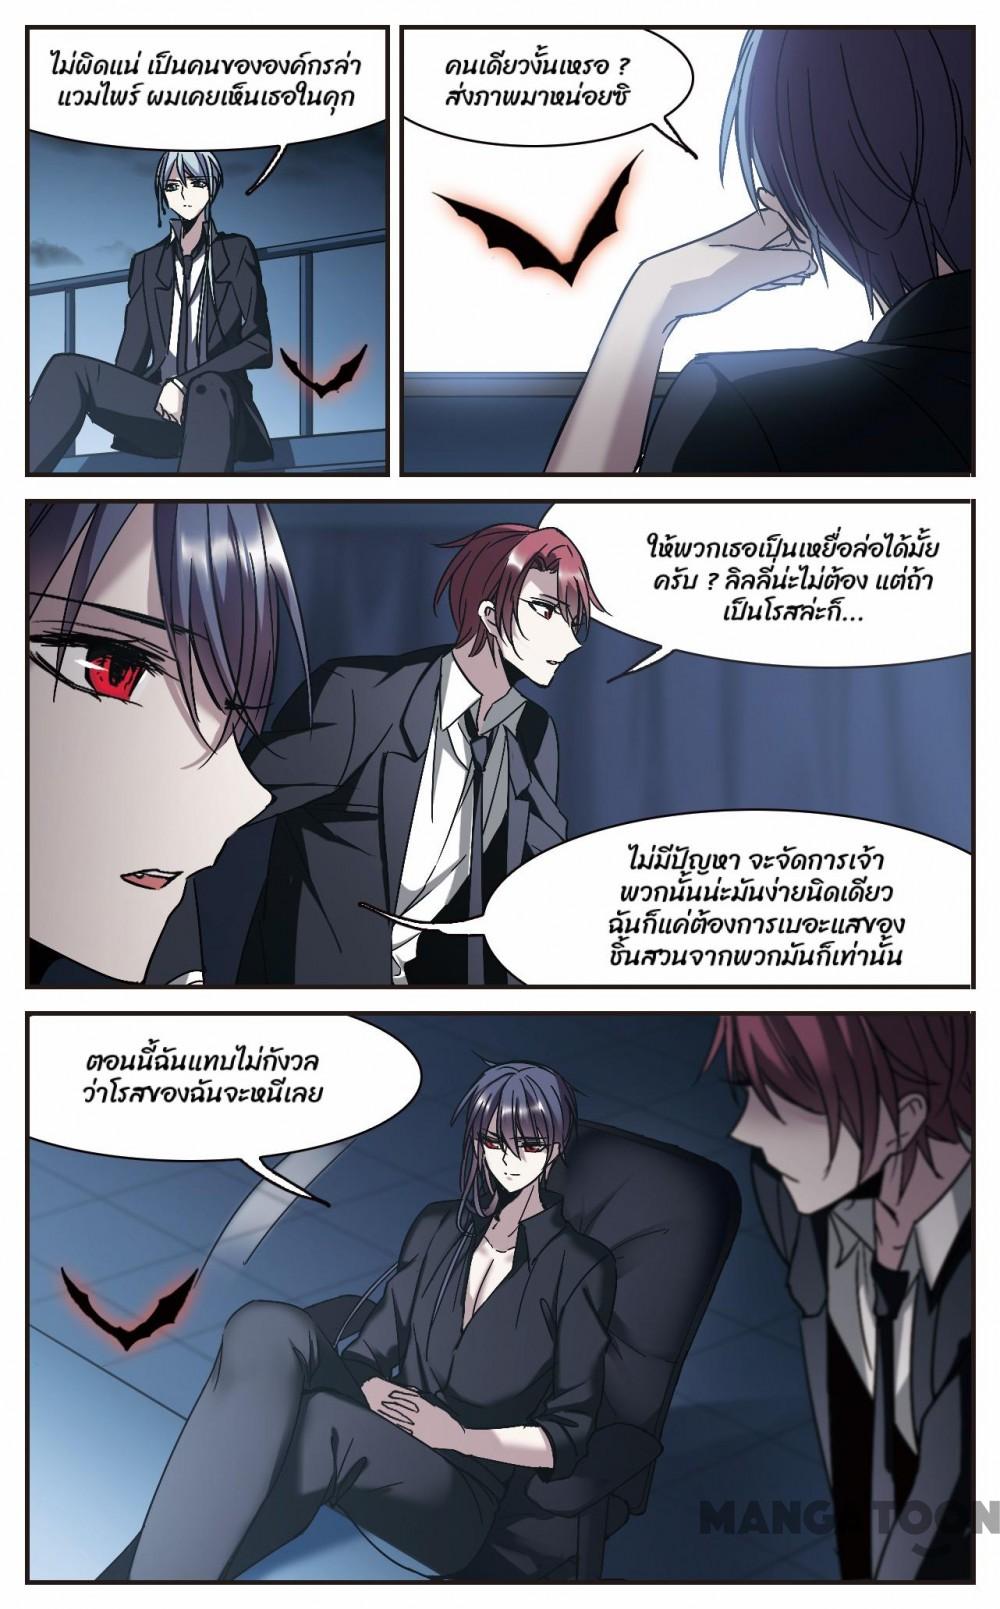 ไม่ผิดแน่ เป็นคนขององค์กรล่า
แวมไพร์ ผมเคยเห็นเธอในคุก
คนเดียวงั้นเหรอ ?
ส่งภาพมาหน่อยซิ
ให้พวกเธอเป็นเหยื่อล่อได้มั้ย
ครับ ? ลิลลี่น่ะไม่ต้อง แต่ถ้า
เป็นโรสล่ะก็...
ไม่มีปัญหา จะจัดการเจ้า
พวกนั้นน่ะมันง่ายนิดเดียว
ฉันก็แค่ต้องการเบอะแสของ
ชิ้นสวนจากพวกมันก็เท่านั้น
ตอนนี้ฉันแทบไม่กังวล
ว่าโรสของฉันจะหนีเลย
MANGATOON